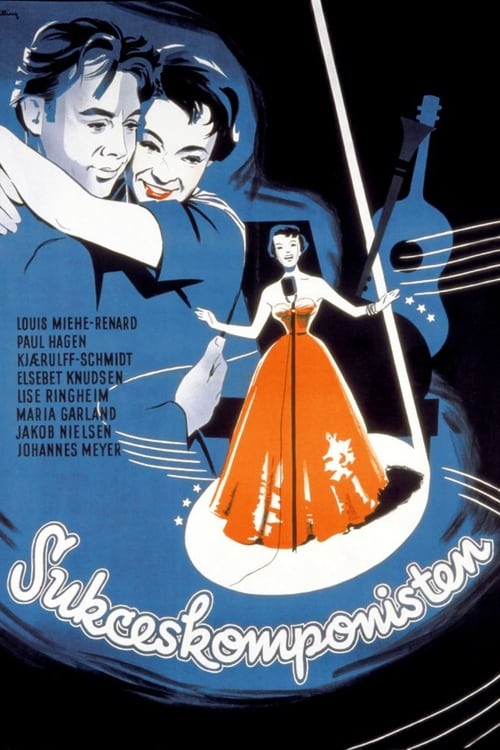 LOUIS MIEHE-RENARD
PAUL HAGEN
KJÆRULFF-SCHMIDT
ELSEBET KNUDSEN
LISE RINGHEIM
MARIA GARLAND
JAKOB NIELSEN
JOHANNES MEYER
Sukceskomponisten